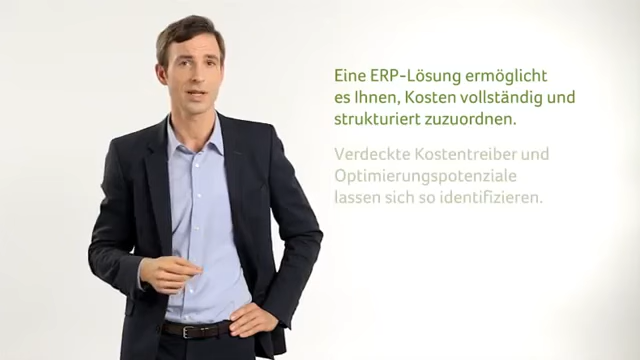 Eine ERP-Lösung ermöglicht
es Ihnen, Kosten vollständig und
strukturiert zuzuordnen.
Verdeckte Kostentreiber und
Optimierungspotenziale
lassen sich so identifizieren.